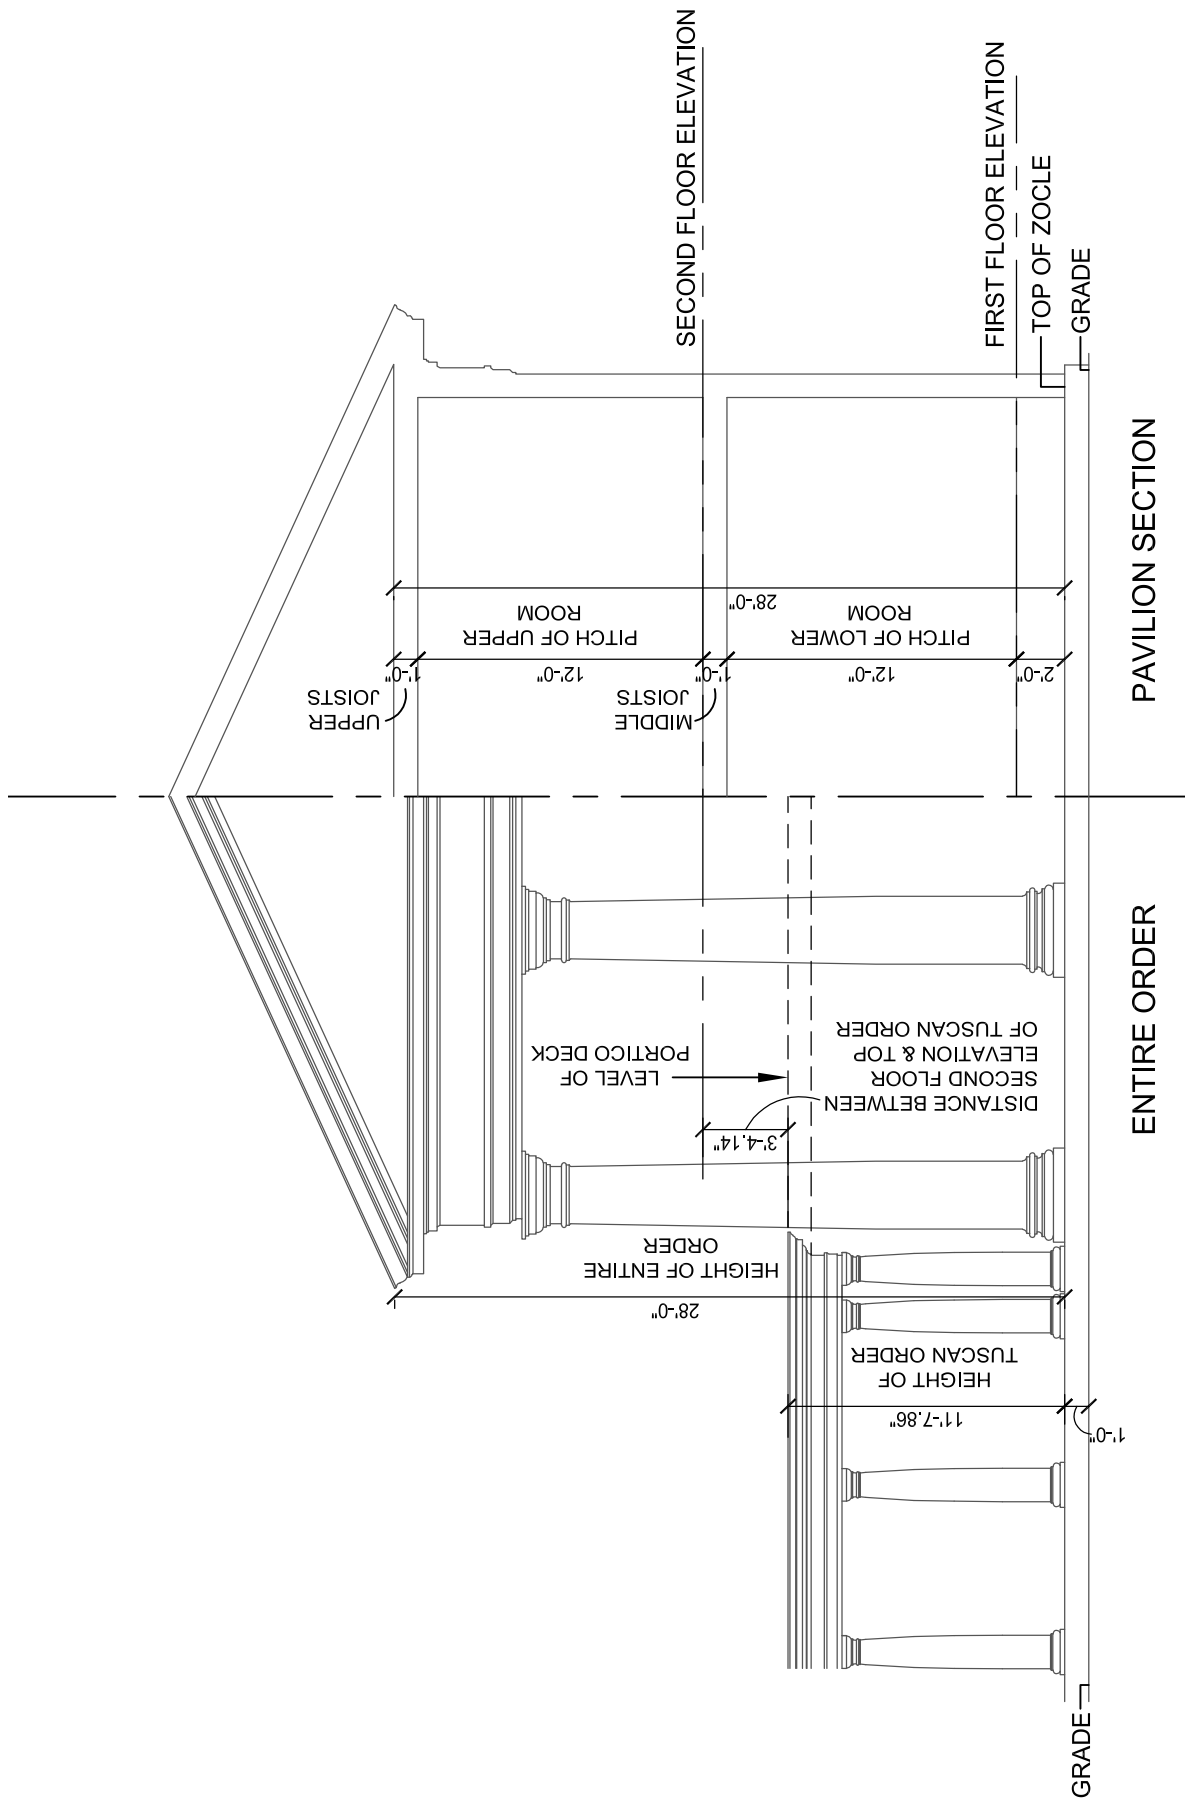 SECOND FLOOR ELEVATION
FIRST FLOOR ELEVATION
TOP OF ZOCLE
GRADE
PAVILION SECTION
28'-0"
PITCH OF UPPER
ROOM
PITCH OF LOWER
ROOM
1'-0"
12'-0"
1'-0"
12'-0"
2'-0"
UPPER
JOISTS
MIDDLE
JOISTS
ENTIRE ORDER
LEVEL OF
PORTICO DECK
DISTANCE BETWEEN
SECOND FLOOR
ELEVATION & TOP
OF TUSCAN ORDER
3'-4.14"
HEIGHT OF ENTIRE
ORDER
28'-0"
HEIGHT OF
TUSCAN ORDER
11'-7.86"
1'-0"
GRADE